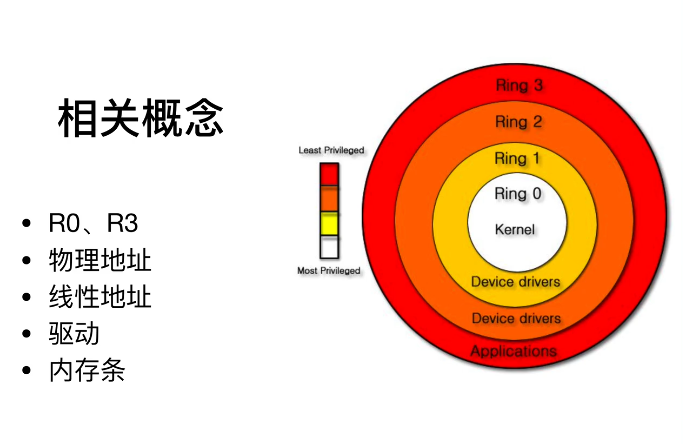 相关概念
• R0、R3
• 物理地址
• 线性地址
• 驱动
• 内存条
Least Privileged
Most Privileged
Ring 3
Ring 2
Ring 1
Ring 0
Kernel
Device drivers
Device drivers
Applications